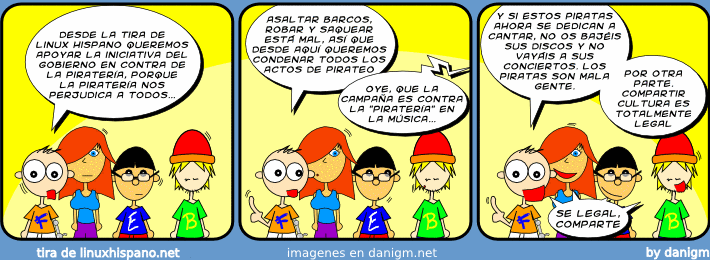 DESDE LA TIRA DE
LINUX HISPANO QUEREMOS
APOYAR LA INICIATIVA DEL
GOBIERNO EN CONTRA DE
LA PIRATERÍA, PORQUE
LA PIRATERÍA NOS
PERJUDICA A TODOS...
K
E
B
ASALTAR BARCOS,
ROBAR Y SAQUEAR
ESTÁ MAL, ASÍ QUE
DESDE AQUÍ QUEREMOS
CONDENAR TODOS LOS
ACTOS DE PIRATEO
OYE, QUE LA
CAMPAÑA ES CONTRA
LA "PIRATERÍA" EN
LA MÚSICA...
K
E
B
Y SI ESTOS PIRATAS
AHORA SE DEDICAN A
CANTAR, NO OS BAJÉIS
SUS DISCOS Y NO
VAYÁIS A SUS
CONCIERTOS. LOS
PIRATAS SON MALA
GENTE.
POR OTRA
PARTE,
COMPARTIR
CULTURA ES
TOTALMENTE
LEGAL
SE LEGAL,
COMPARTE
K
B
tira de linuxhispano.net
imagenes en danigm.net
by danigm